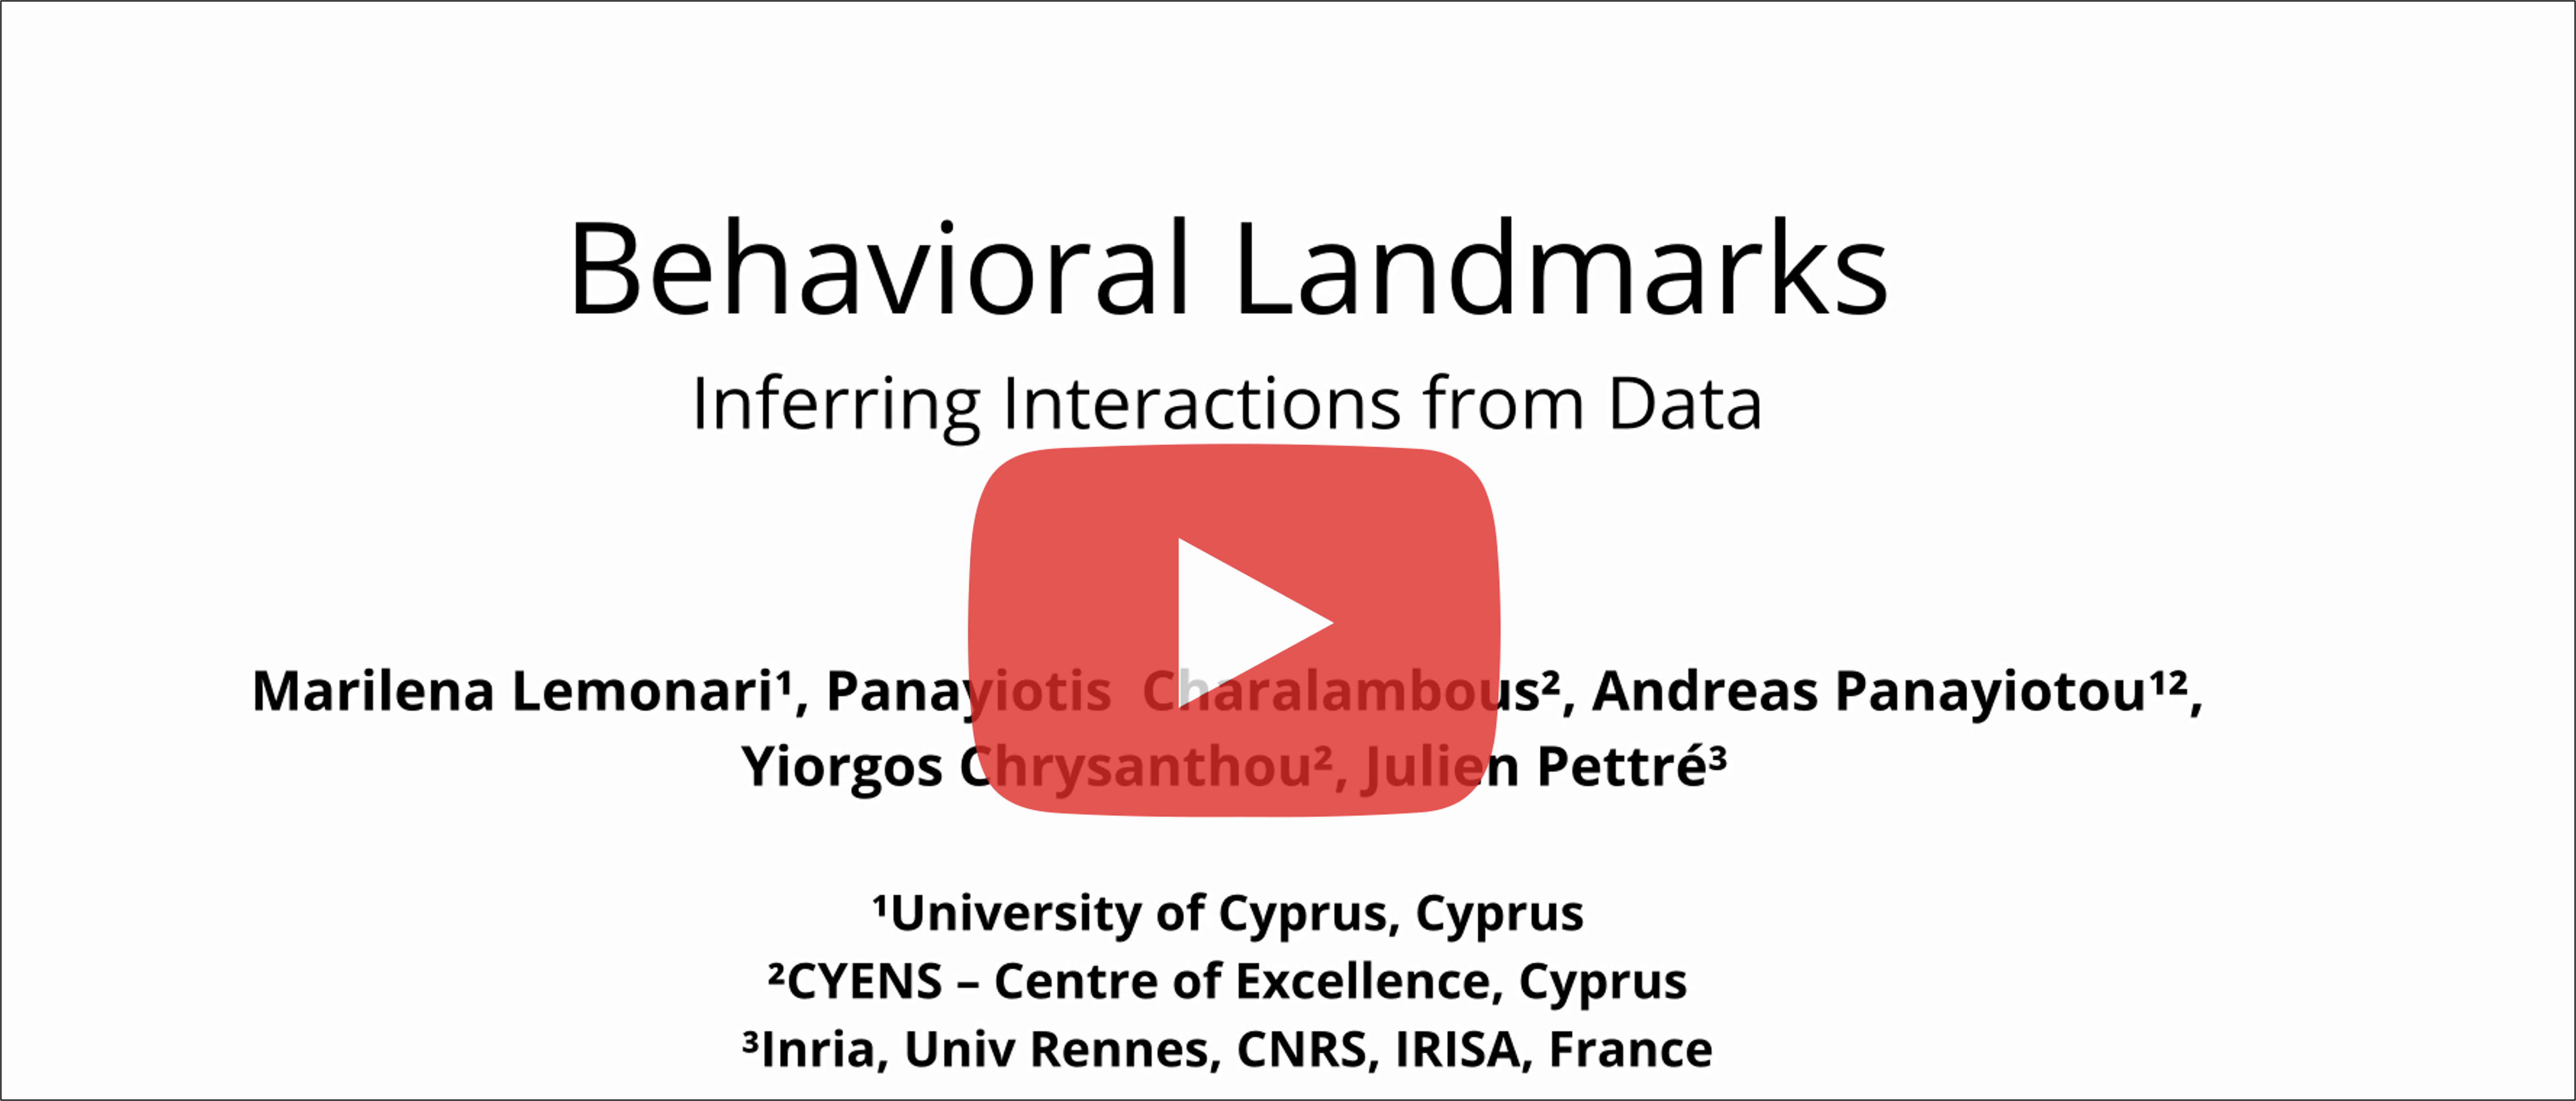 Behavioral Landmarks
Inferring Interactions from Data
Marilena Lemonari¹, Panayiotis Charalambous², Andreas Panayiotou¹²,
Yiorgos Chrysanthou², Julien Pettré³
¹University of Cyprus, Cyprus
²CYENS – Centre of Excellence, Cyprus
³Inria, Univ Rennes, CNRS, IRISA, France